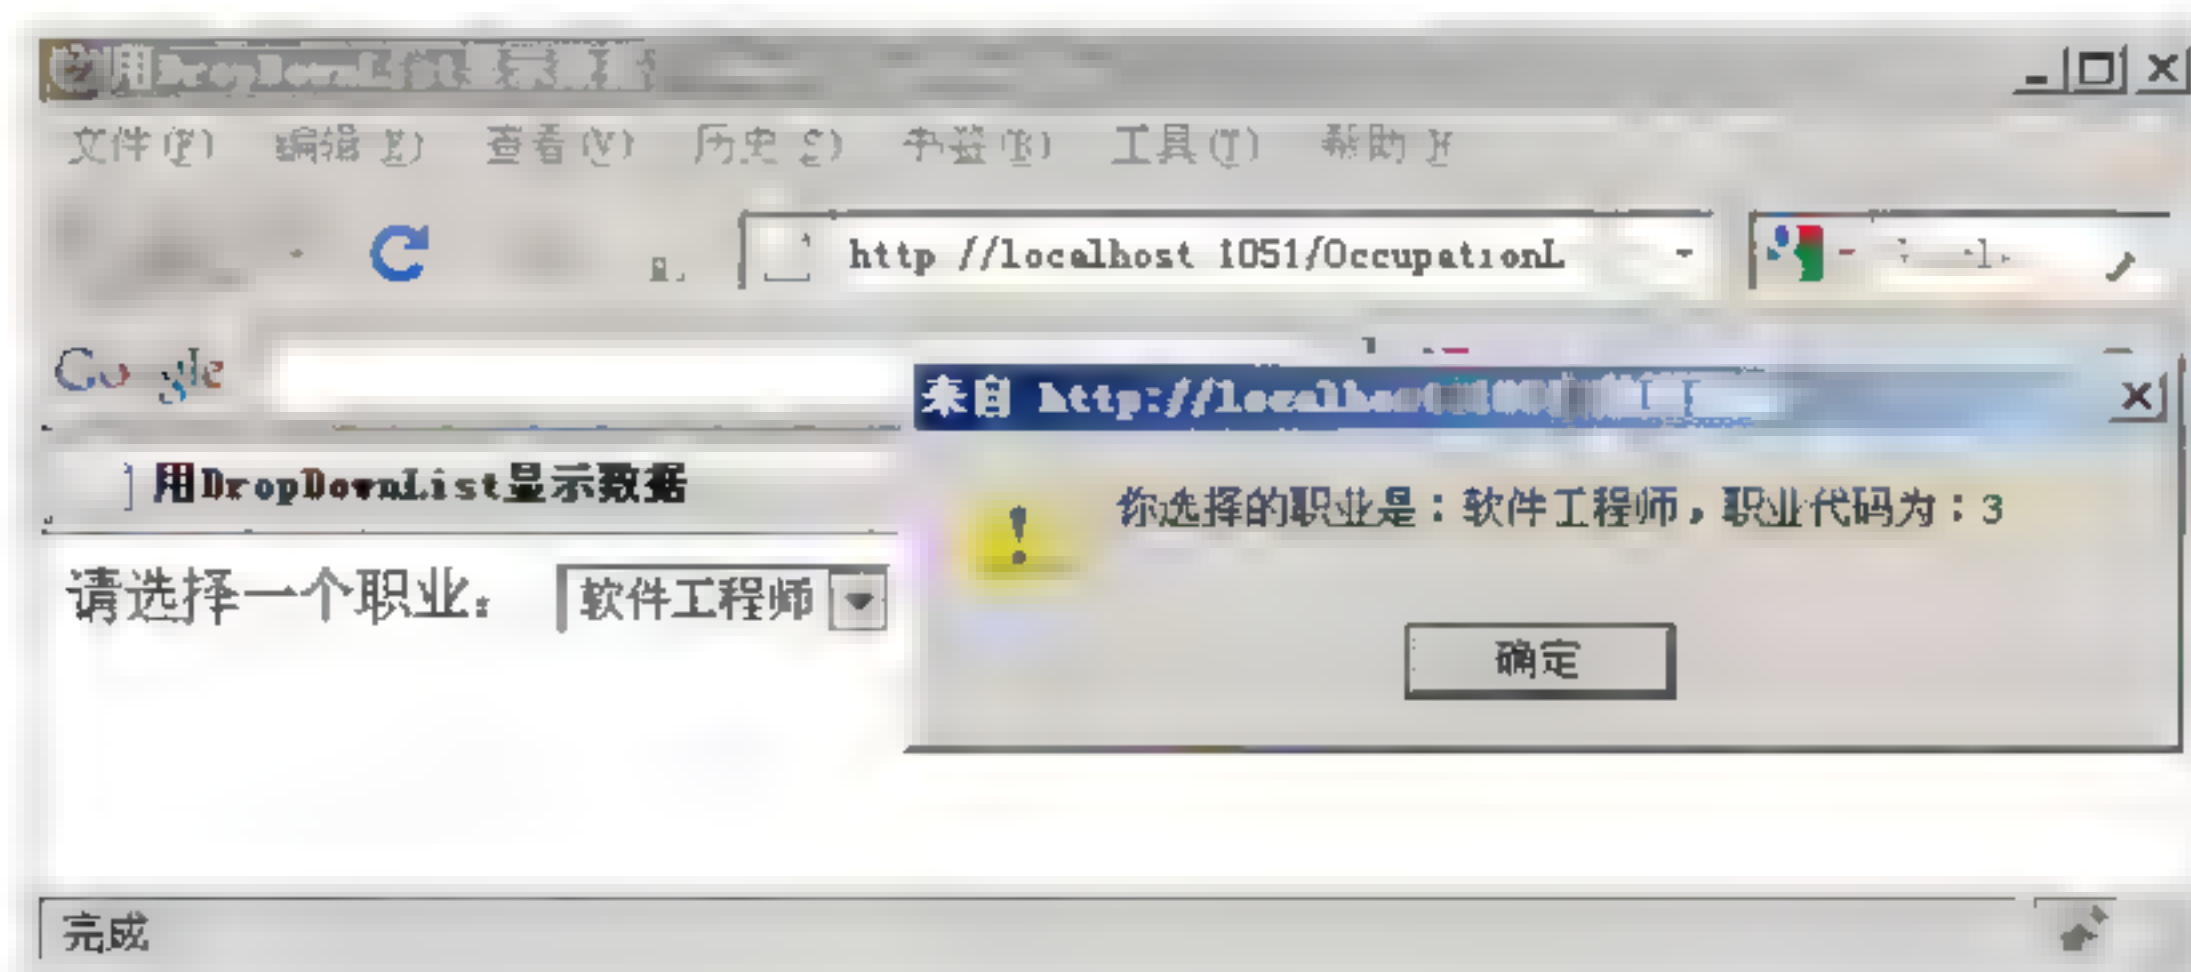 用DropDownList显示数据
文件(F) 编辑(E) 查看(V) 历史(S) 书签(B) 工具(T) 帮助(H)
http://localhost:1051/OccupationL
Google
来自 http://localhost
用DropDownList显示数据
你选择的职业是：软件工程师，职业代码为：3
请选择一个职业： 软件工程师
确定
完成